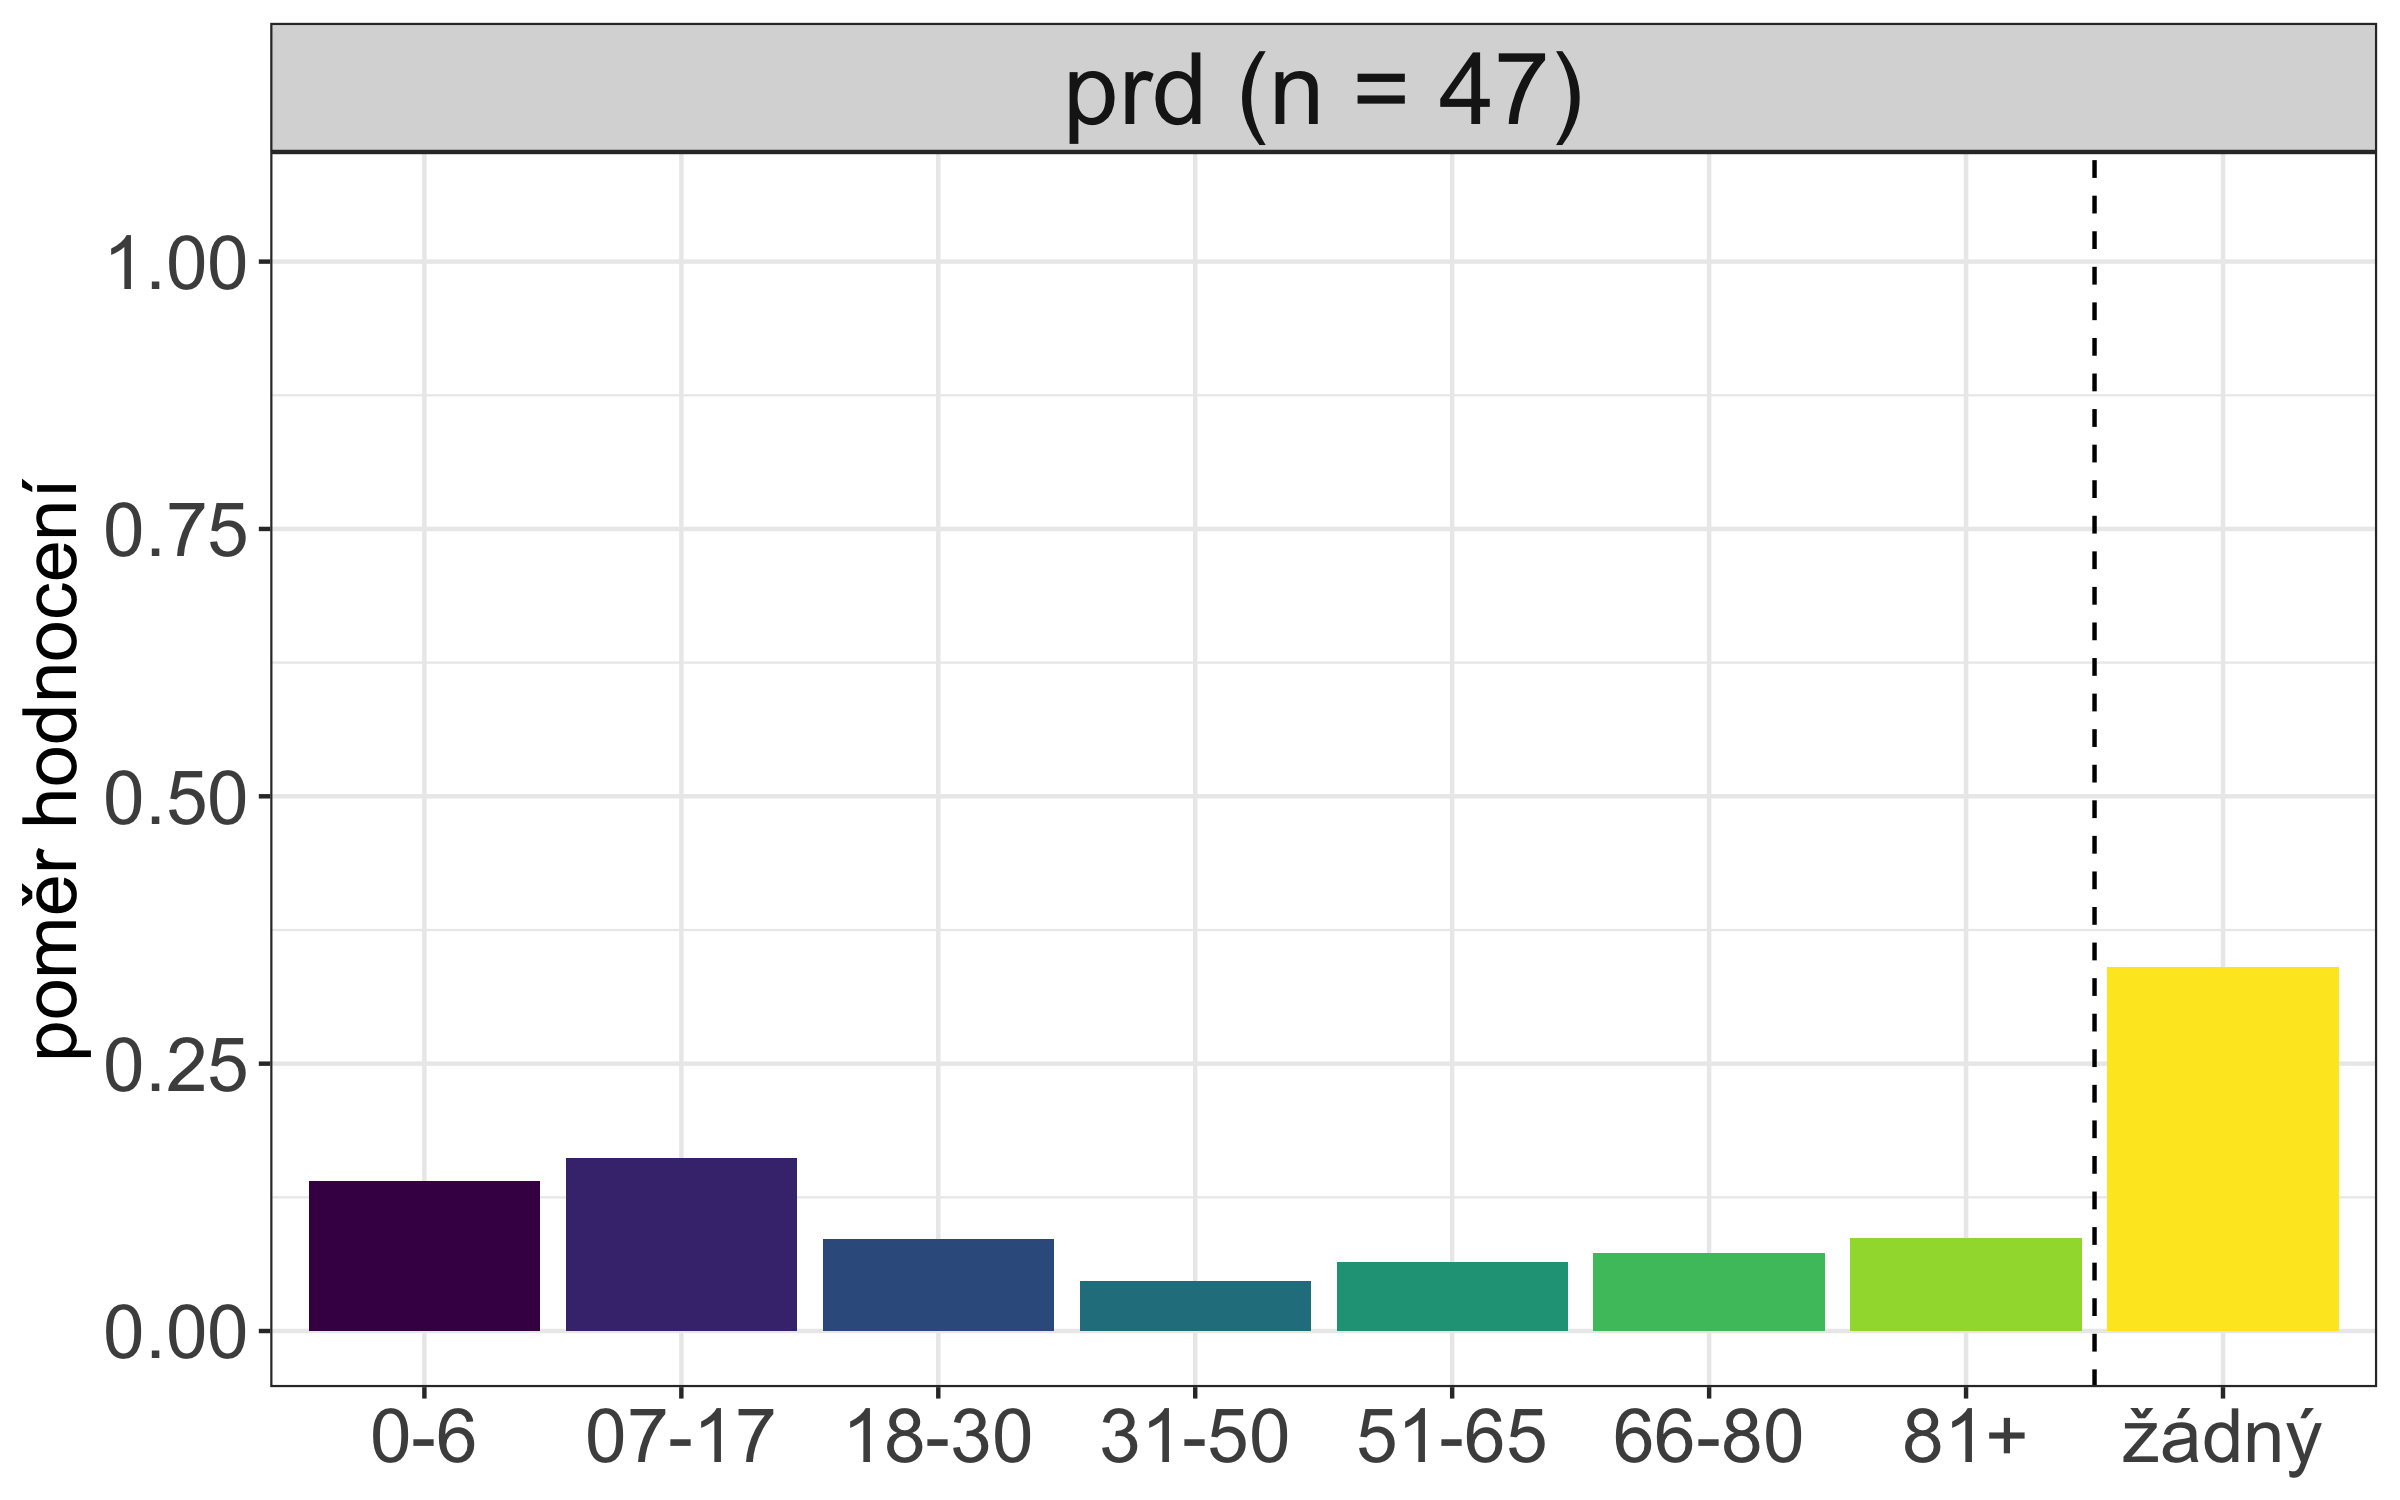 prd (n = 47)
poměr hodnocení
1.00
0.75
0.50
0.25
0.00
0-6 07-17 18-30 31-50 51-65 66-80 81+ žádný